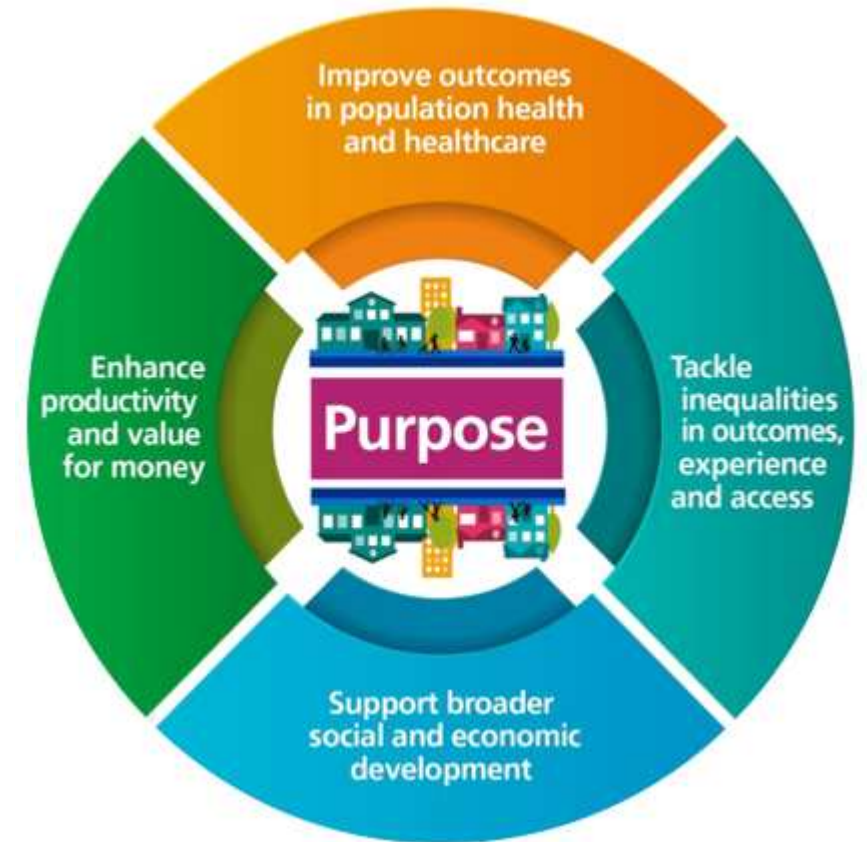 Improve outcomes
in population health
and healthcare
Enhance
productivity
and value
for money
Purpose
Tackle
inequalities
in outcomes,
experience
and access
Support broader
social and economic
development